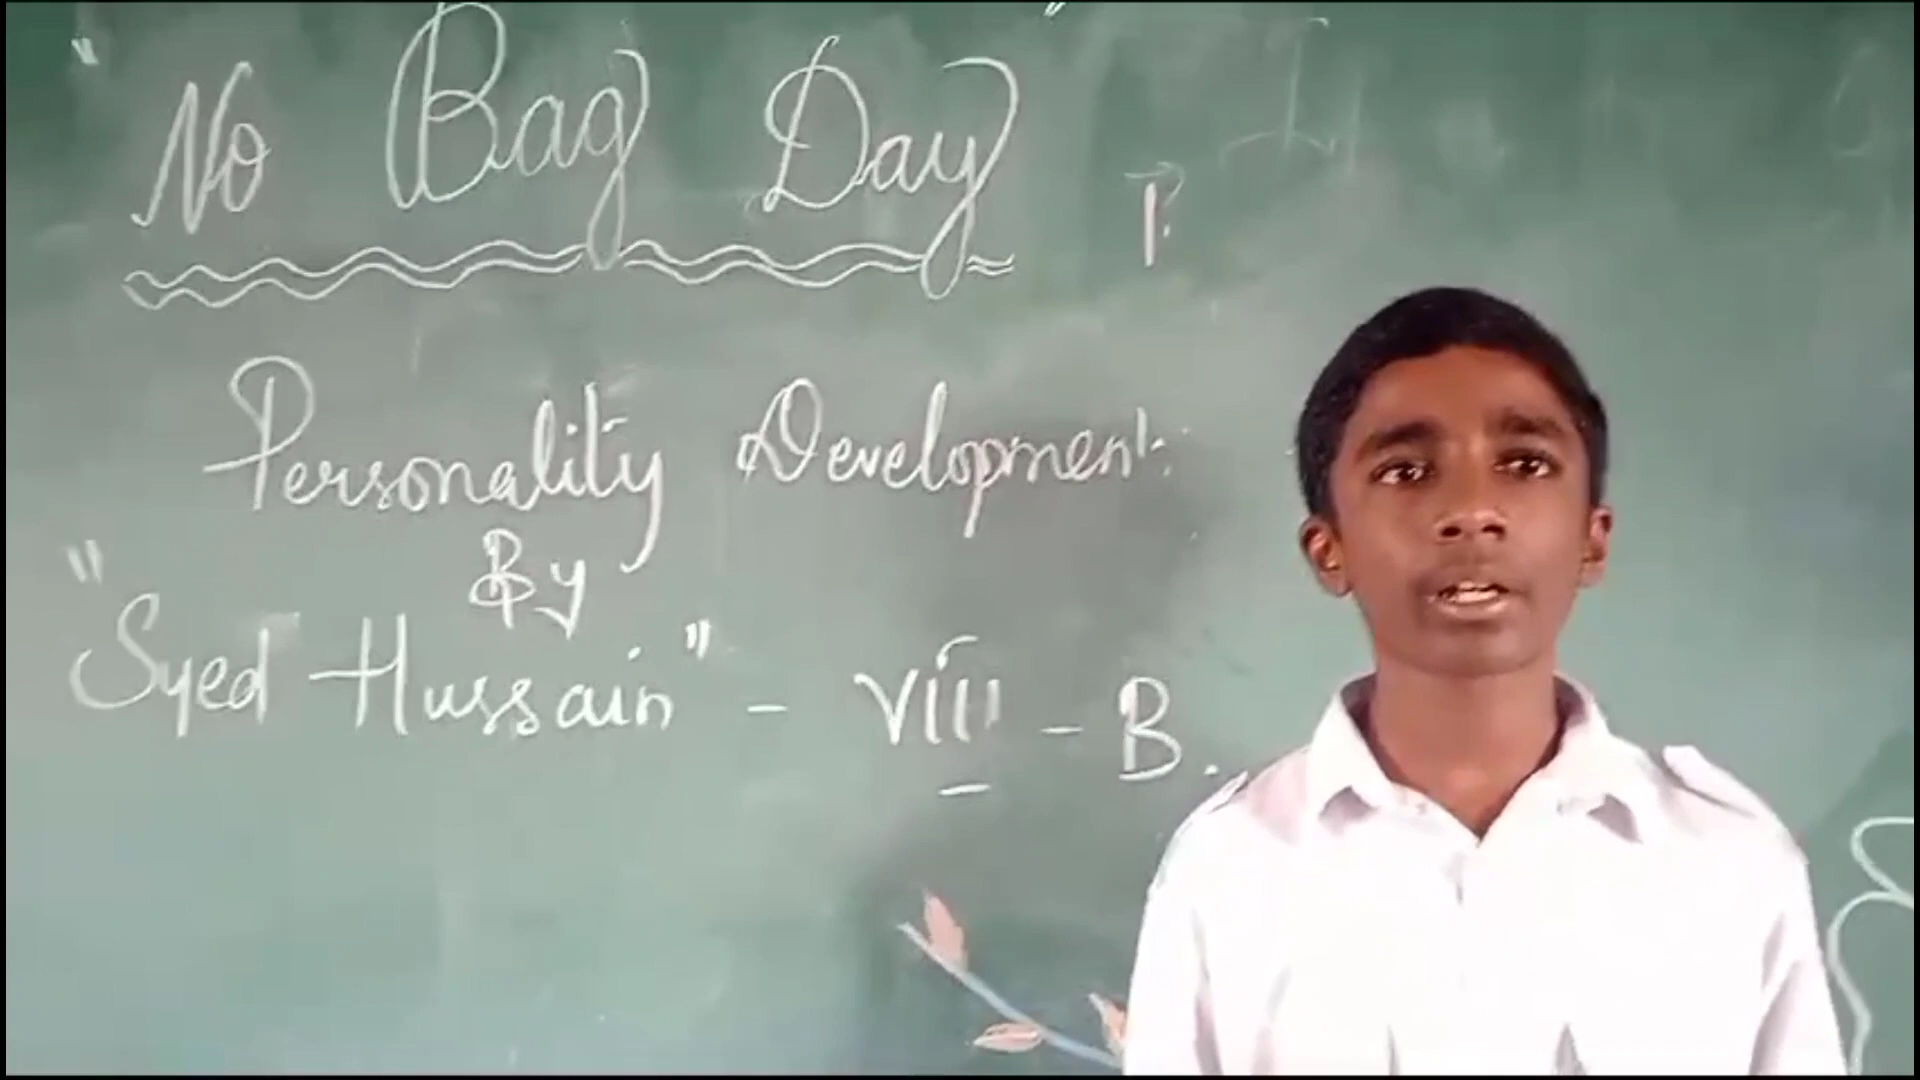 " No Bag Day "
Personality Development:
By
"Syed Hussain" - VIII - B.